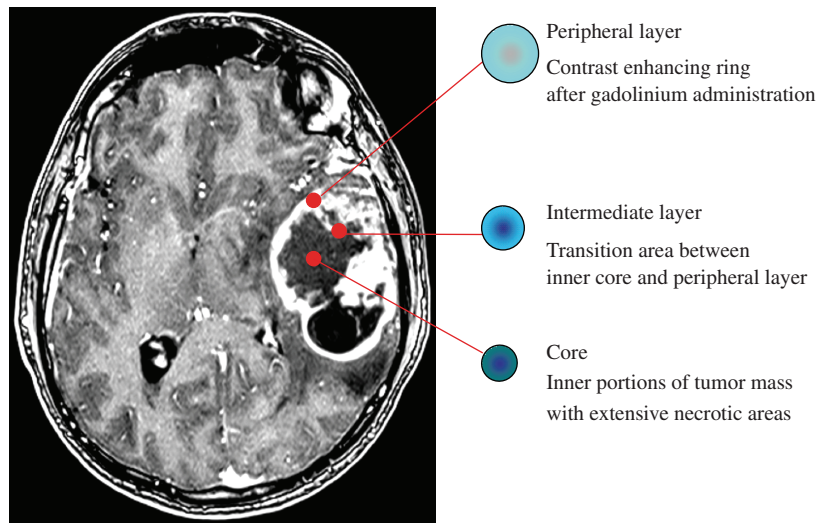 Peripheral layer
Contrast enhancing ring
after gadolinium administration
Intermediate layer
Transition area between
inner core and peripheral layer
Core
Inner portions of tumor mass
with extensive necrotic areas